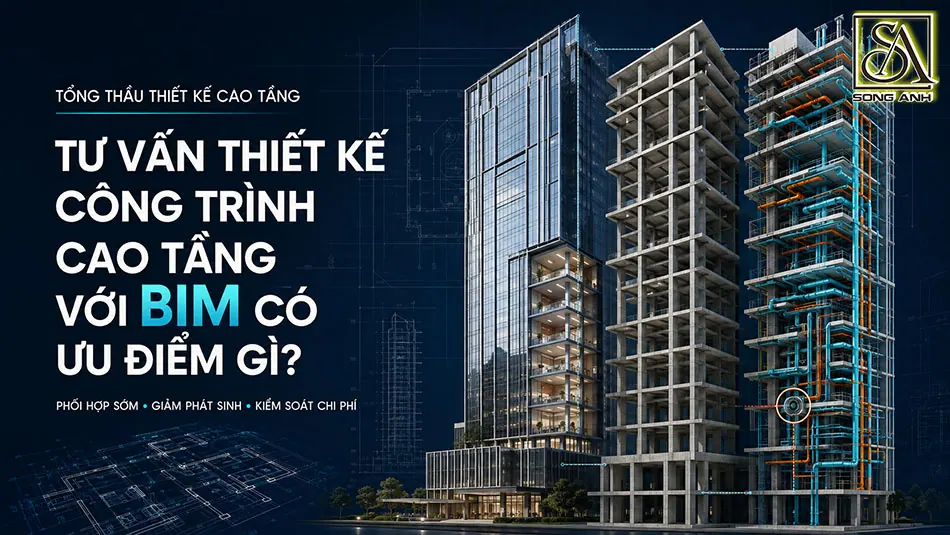 TỔNG THẦU THIẾT KẾ CAO TẦNG
TƯ VẤN THIẾT KẾ
CÔNG TRÌNH
CAO TẦNG
VỚI BIM CÓ
ƯU ĐIỂM GÌ?
PHỐI HỢP SỚM • GIẢM PHÁT SINH • KIỂM SOÁT CHI PHÍ
SA
SONG ANH